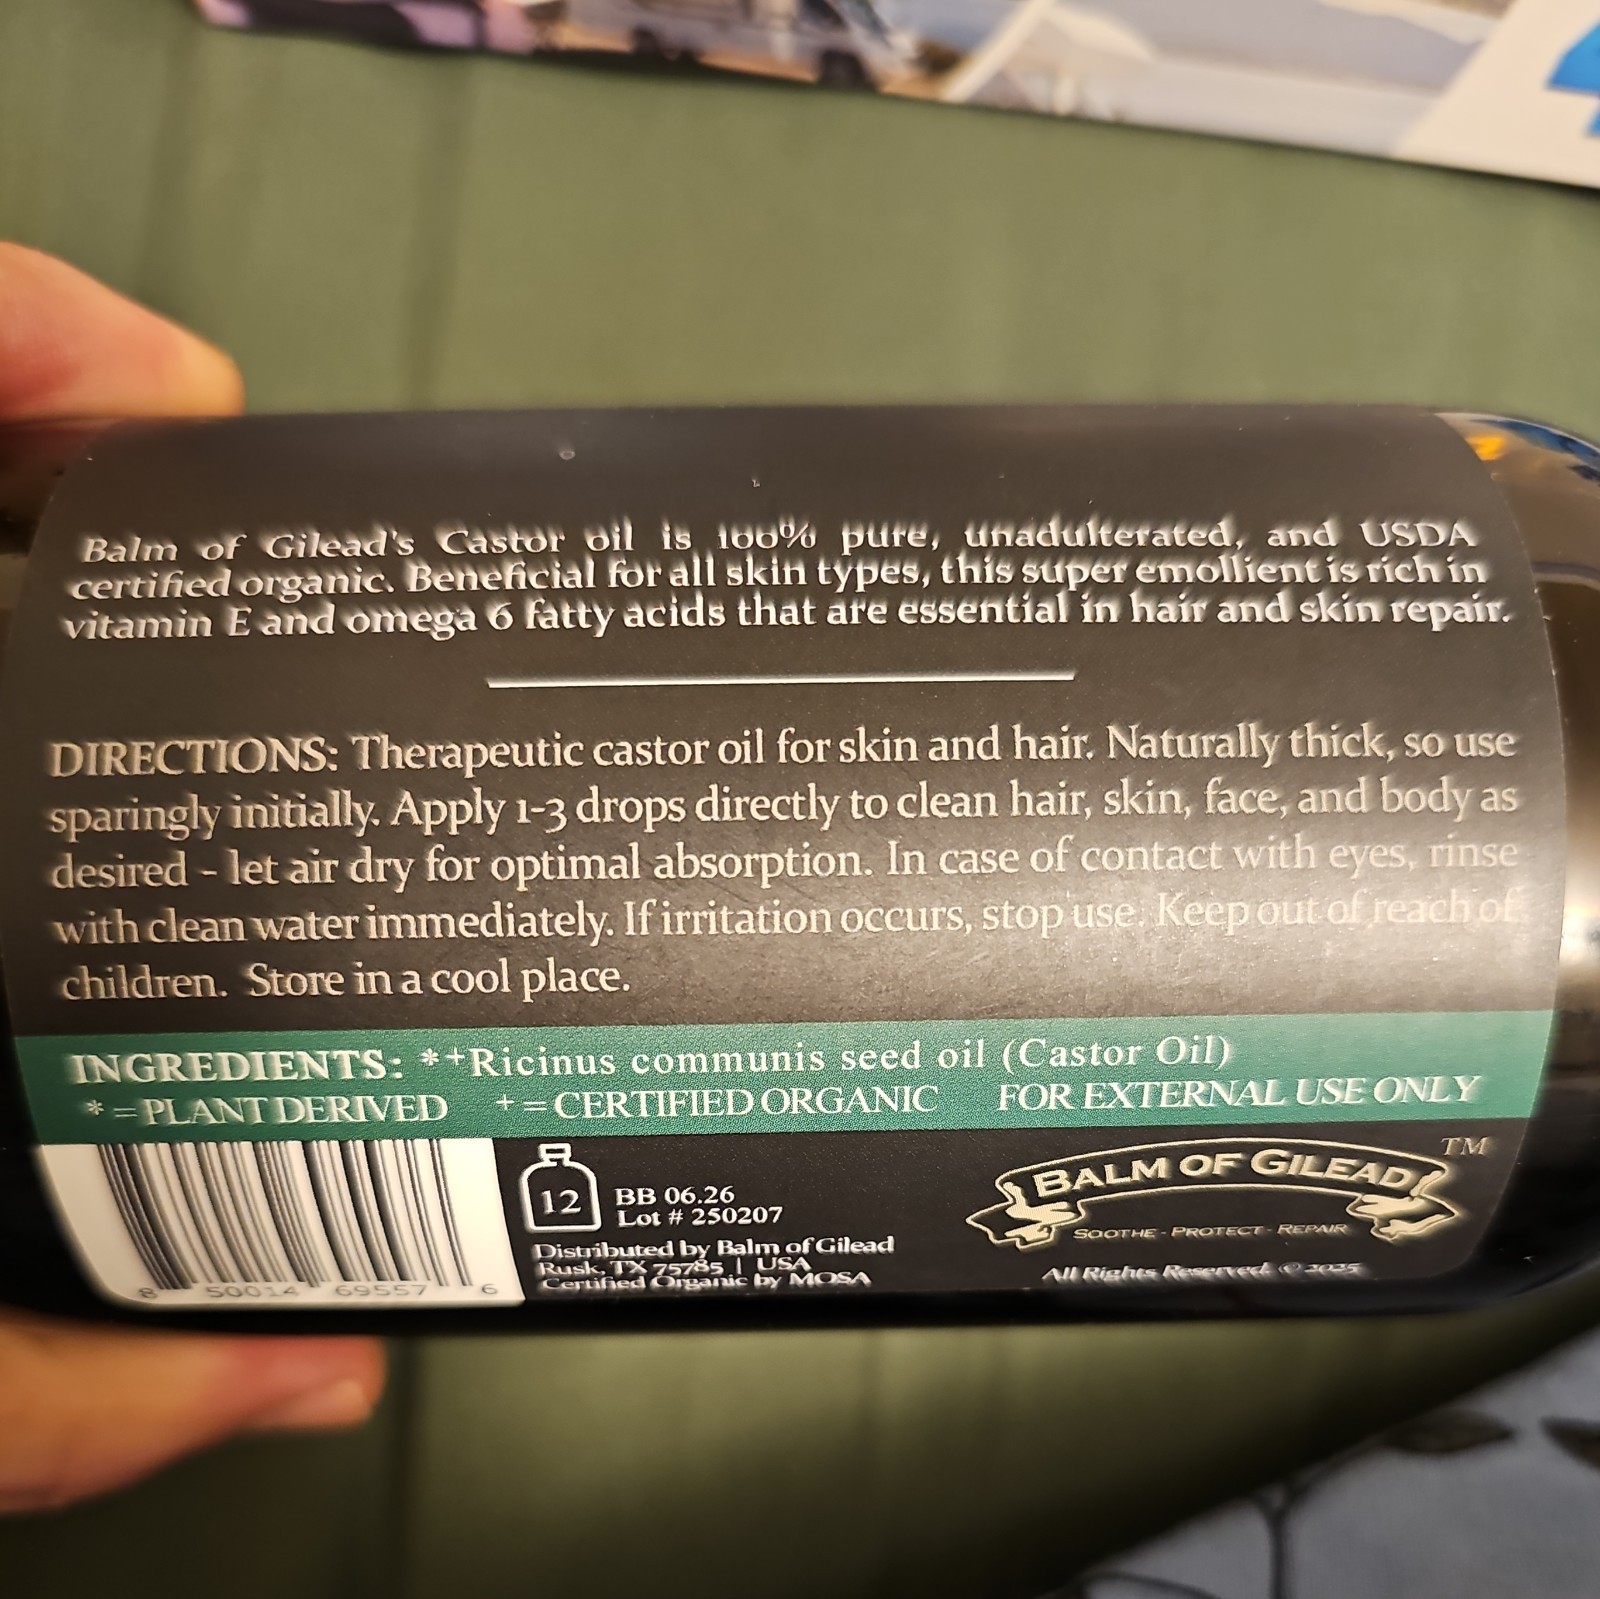 Balm of Gilead's Castor oil is 100% pure, unadulterated, and USDA
certified organic. Beneficial for all skin types, this super emollient is rich in
vitamin E and omega 6 fatty acids that are essential in hair and skin repair.
DIRECTIONS: Therapeutic castor oil for skin and hair. Naturally thick, so use
sparingly initially. Apply 1-3 drops directly to clean hair, skin, face, and body as
desired - let air dry for optimal absorption. In case of contact with eyes, rinse
with clean water immediately. If irritation occurs, stop use. Keep out of reach of
children. Store in a cool place.
INGREDIENTS: *+Ricinus communis seed oil (Castor Oil)
* = PLANT DERIVED + = CERTIFIED ORGANIC FOR EXTERNAL USE ONLY
8 50014 69557 6
12
BB 06.26
Lot # 250207
Distributed by Balm of Gilead
Rusk, TX 75785 | USA
Certified Organic by MOSA
BALM OF GILEAD TM
SOOTHE - PROTECT - REPAIR
All Rights Reserved. © 2025